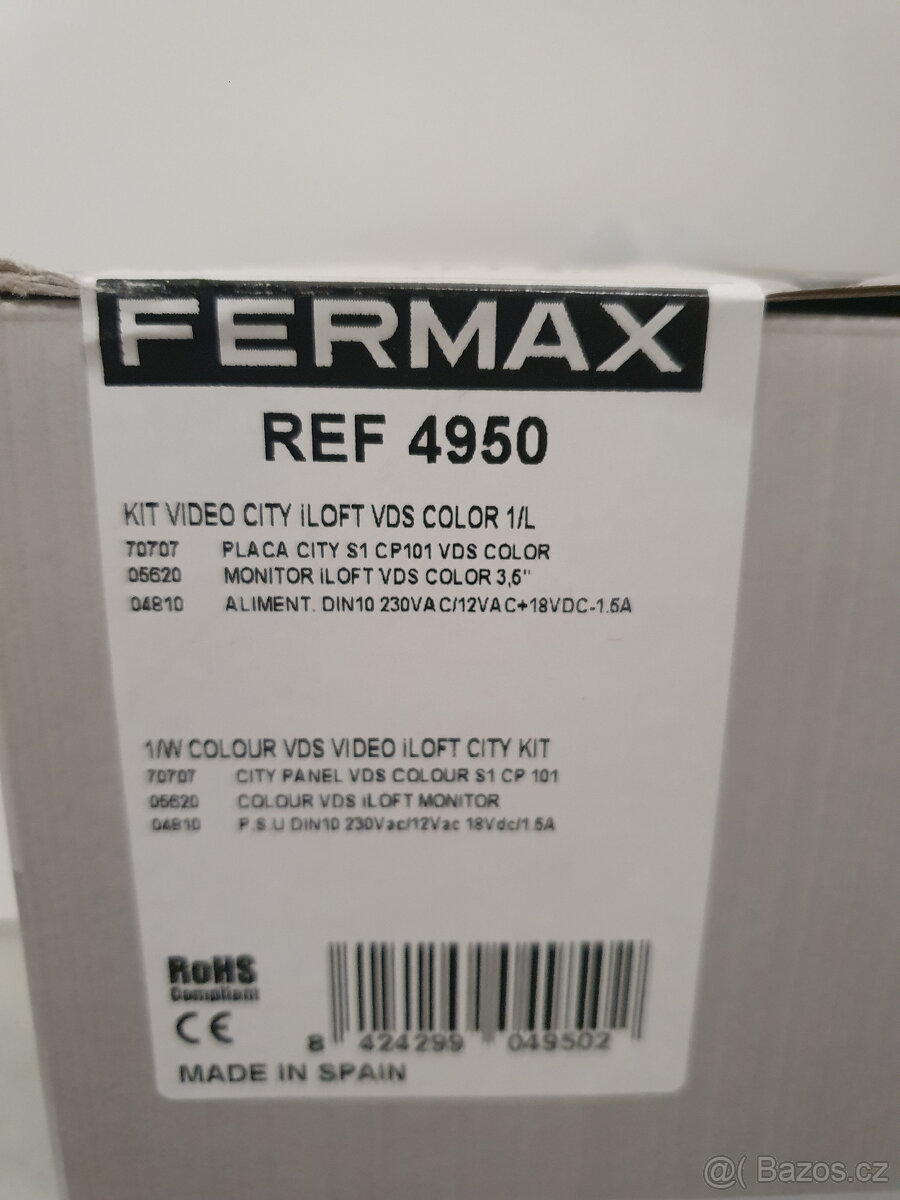 FERMAX
REF 4950
KIT VIDEO CITY iLOFT VDS COLOR 1/L
70707 PLACA CITY S1 CP101 VDS COLOR
05620 MONITOR iLOFT VDS COLOR 3,5"
04810 ALIMENT. DIN10 230VAC/12VAC+18VDC-1.5A
1/W COLOUR VDS VIDEO iLOFT CITY KIT
70707 CITY PANEL VDS COLOUR S1 CP 101
05620 COLOUR VDS iLOFT MONITOR
04810 P.S.U DIN10 230Vac/12Vac 18Vdc/1.5A
RoHS
Compliant
CE
8 424299 049502
MADE IN SPAIN
@( Bazos.cz